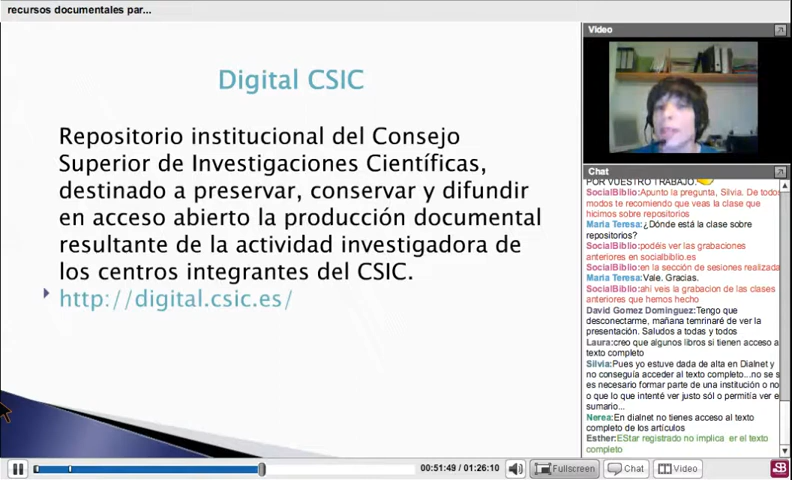 recursos documentales par...
Digital CSIC
Repositorio institucional del Consejo
Superior de Investigaciones Científicas,
destinado a preservar, conservar y difundir
en acceso abierto la producción documental
resultante de la actividad investigadora de
los centros integrantes del CSIC.
http://digital.csic.es/
Video
Chat
POR VUESTRO TRABAJO.
SocialBiblio:Apunto la pregunta, Silvia. De todos
modos te recomiendo que veas la clase que
hicimos sobre repositorios
Maria Teresa:¿Dónde está la clase sobre
repositorios?
SocialBiblio:podéis ver las grabaciones
anteriores en socialbiblio.es
SocialBiblio:en la sección de sesiones realizada
Maria Teresa:Vale. Gracias.
SocialBiblio:ahí veis la grabacion de las clases
anteriores que hemos hecho
David Gomez Dominguez:Tengo que
desconectarme, mañana temrinaré de ver la
presentación. Saludos a todas y todos
Laura:creo que algunos libros si tienen acceso a
texto completo
Silvia:Pues yo estuve dada de alta en Dialnet y
no conseguía acceder al texto completo...no se s
es necesario formar parte de una institución o no
o que lo que intenté ver justo sól o permitía ver e
sumario...
Nerea:En dialnet no tienes acceso al texto
completo de los artículos
Esther:EStar registrado no implica er el texto
completo
00:51:49 / 01:26:10
Fullscreen
Chat
Video